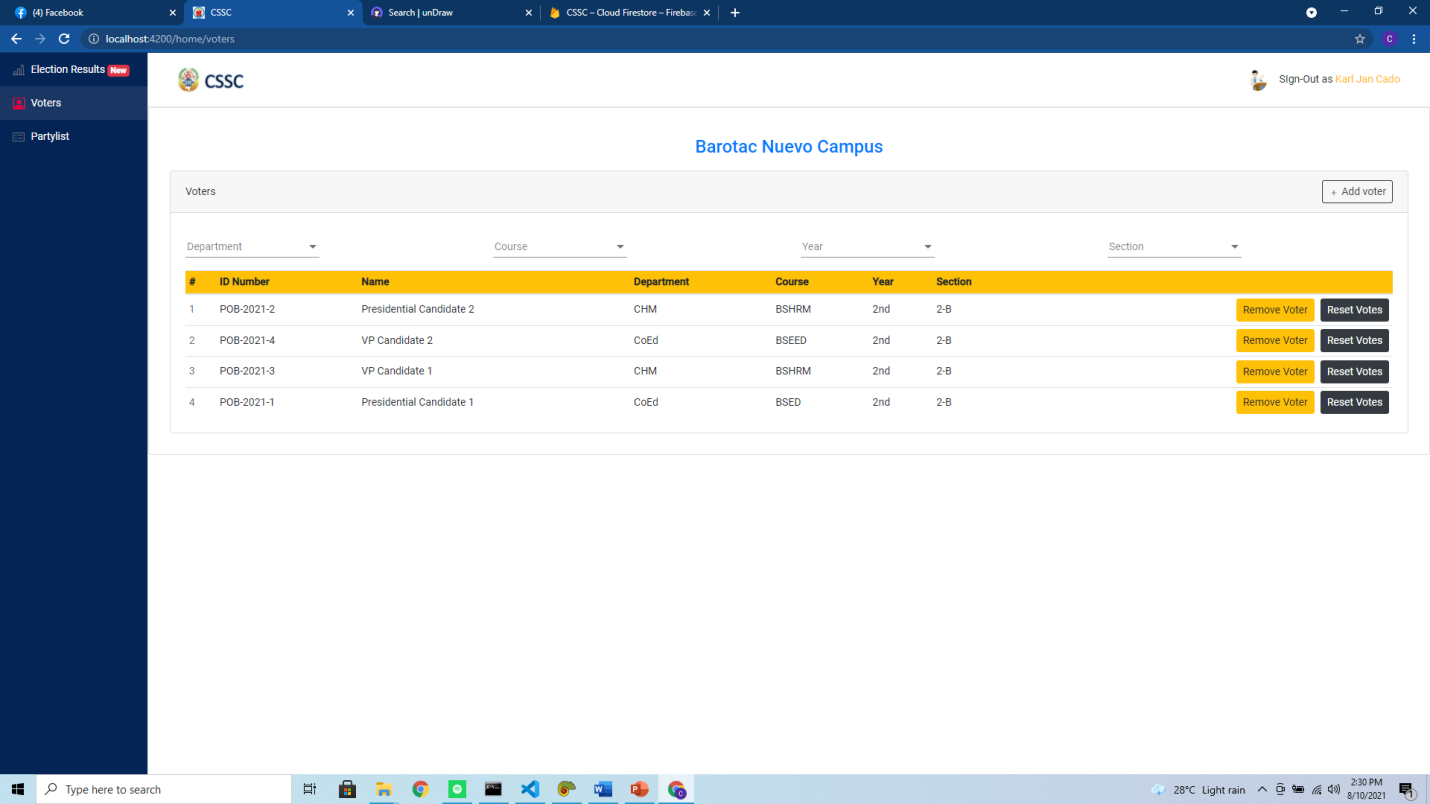 (4) Facebook
CSSC
Search | unDraw
CSSC – Cloud Firestore – Firebase
localhost:4200/home/voters
C
Election Results New
Voters
Partylist
CSSC
Sign-Out as Karl Jan Cado
Barotac Nuevo Campus
Voters
+ Add voter
Department Course Year Section
# ID Number Name Department Course Year Section
1 POB-2021-2 Presidential Candidate 2 CHM BSHRM 2nd 2-B Remove Voter Reset Votes
2 POB-2021-4 VP Candidate 2 CoEd BSEED 2nd 2-B Remove Voter Reset Votes
3 POB-2021-3 VP Candidate 1 CHM BSHRM 2nd 2-B Remove Voter Reset Votes
4 POB-2021-1 Presidential Candidate 1 CoEd BSED 2nd 2-B Remove Voter Reset Votes
Type here to search
28°C Light rain
2:30 PM
8/10/2021
1